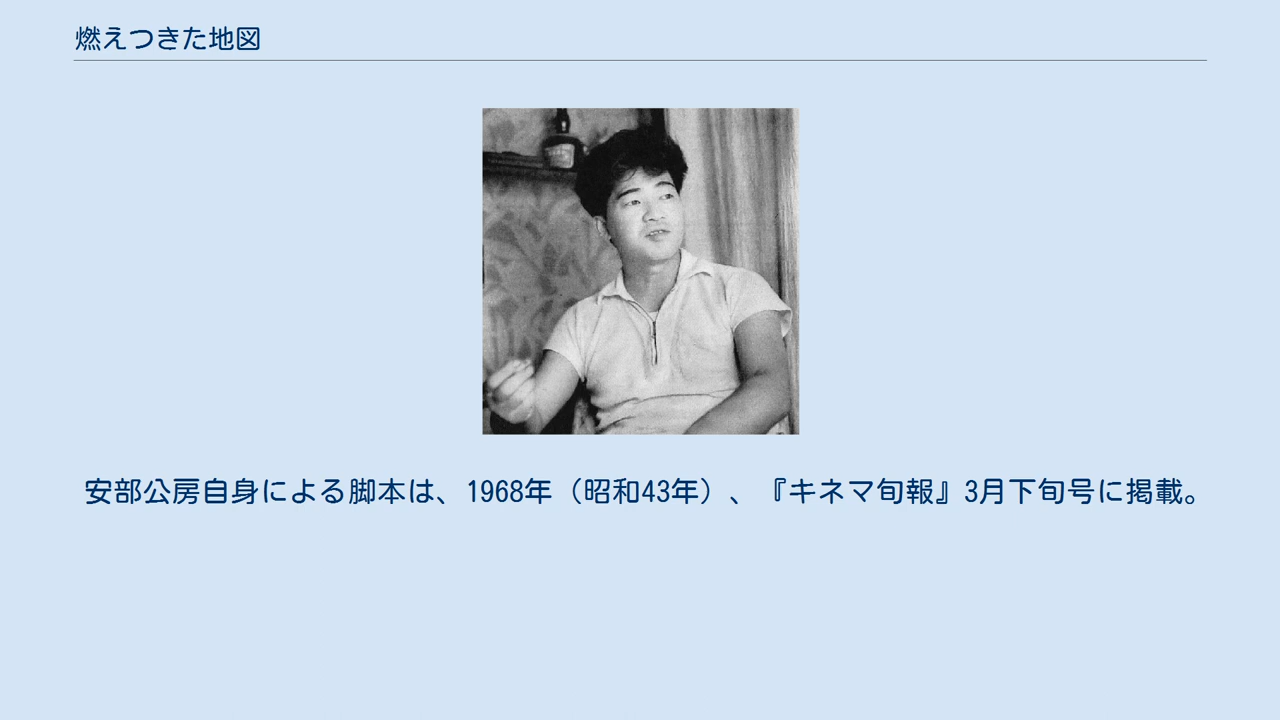 燃えつきた地図
安部公房自身による脚本は、1968年（昭和43年）、『キネマ旬報』3月下旬号に掲載。